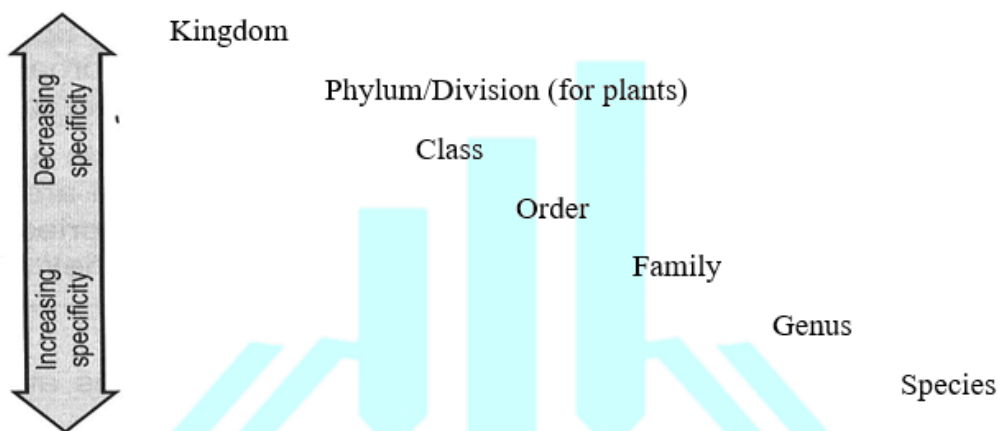 Kingdom
Decreasing
specificity
Phylum/Division (for plants)
Class
Order
Family
Increasing
specificity
Genus
Species